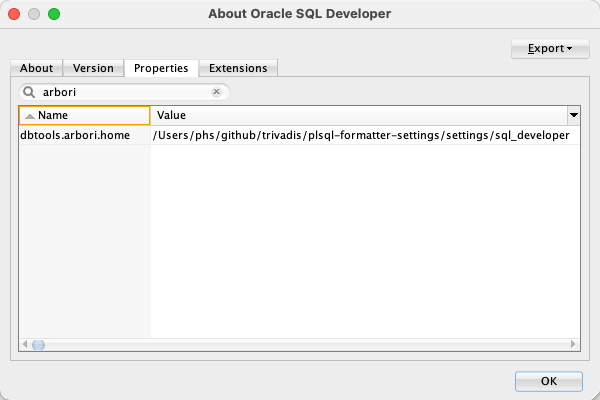 About Oracle SQL Developer
Export
About Version Properties Extensions
arbori
Name Value
dbtools.arbori.home /Users/phs/github/trivadis/plsql-formatter-settings/settings/sql_developer
OK